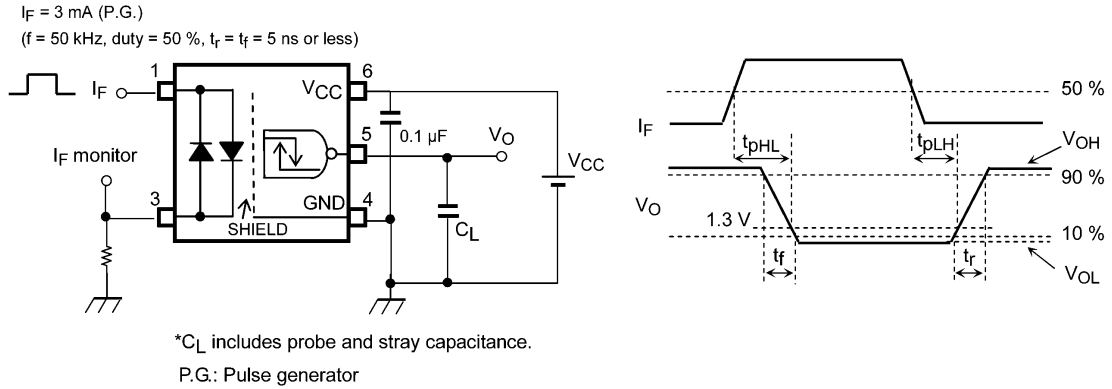 IF = 3 mA (P.G.)
(f = 50 kHz, duty = 50 %, tr = tf = 5 ns or less)
1
6
IF
VCC
0.1 µF
5
VO
IF monitor
VCC
3
GND
4
SHIELD
CL
*CL includes probe and stray capacitance.
P.G.: Pulse generator
50 %
IF
tpHL
tpLH
VOH
90 %
VO
1.3 V
10 %
tf
tr
VOL